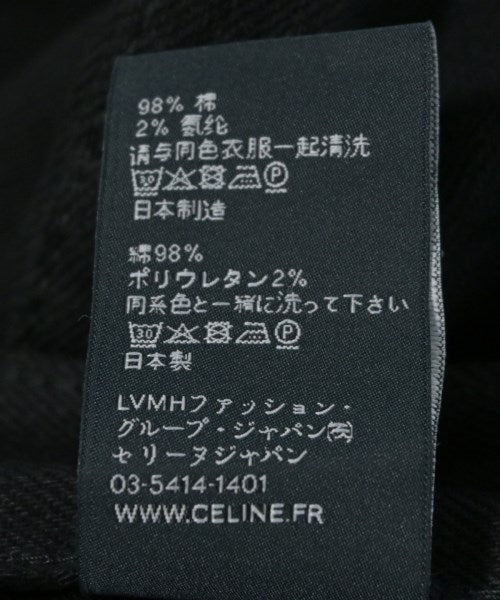 98% 棉
2% 氨纶
请与同色衣服一起清洗
30 P
日本制造
綿98%
ポリウレタン2%
同系色と一緒に洗って下さい
30 P
日本製
LVMHファッション・
グループ・ジャパン㈱
セリーヌジャパン
03-5414-1401
WWW.CELINE.FR